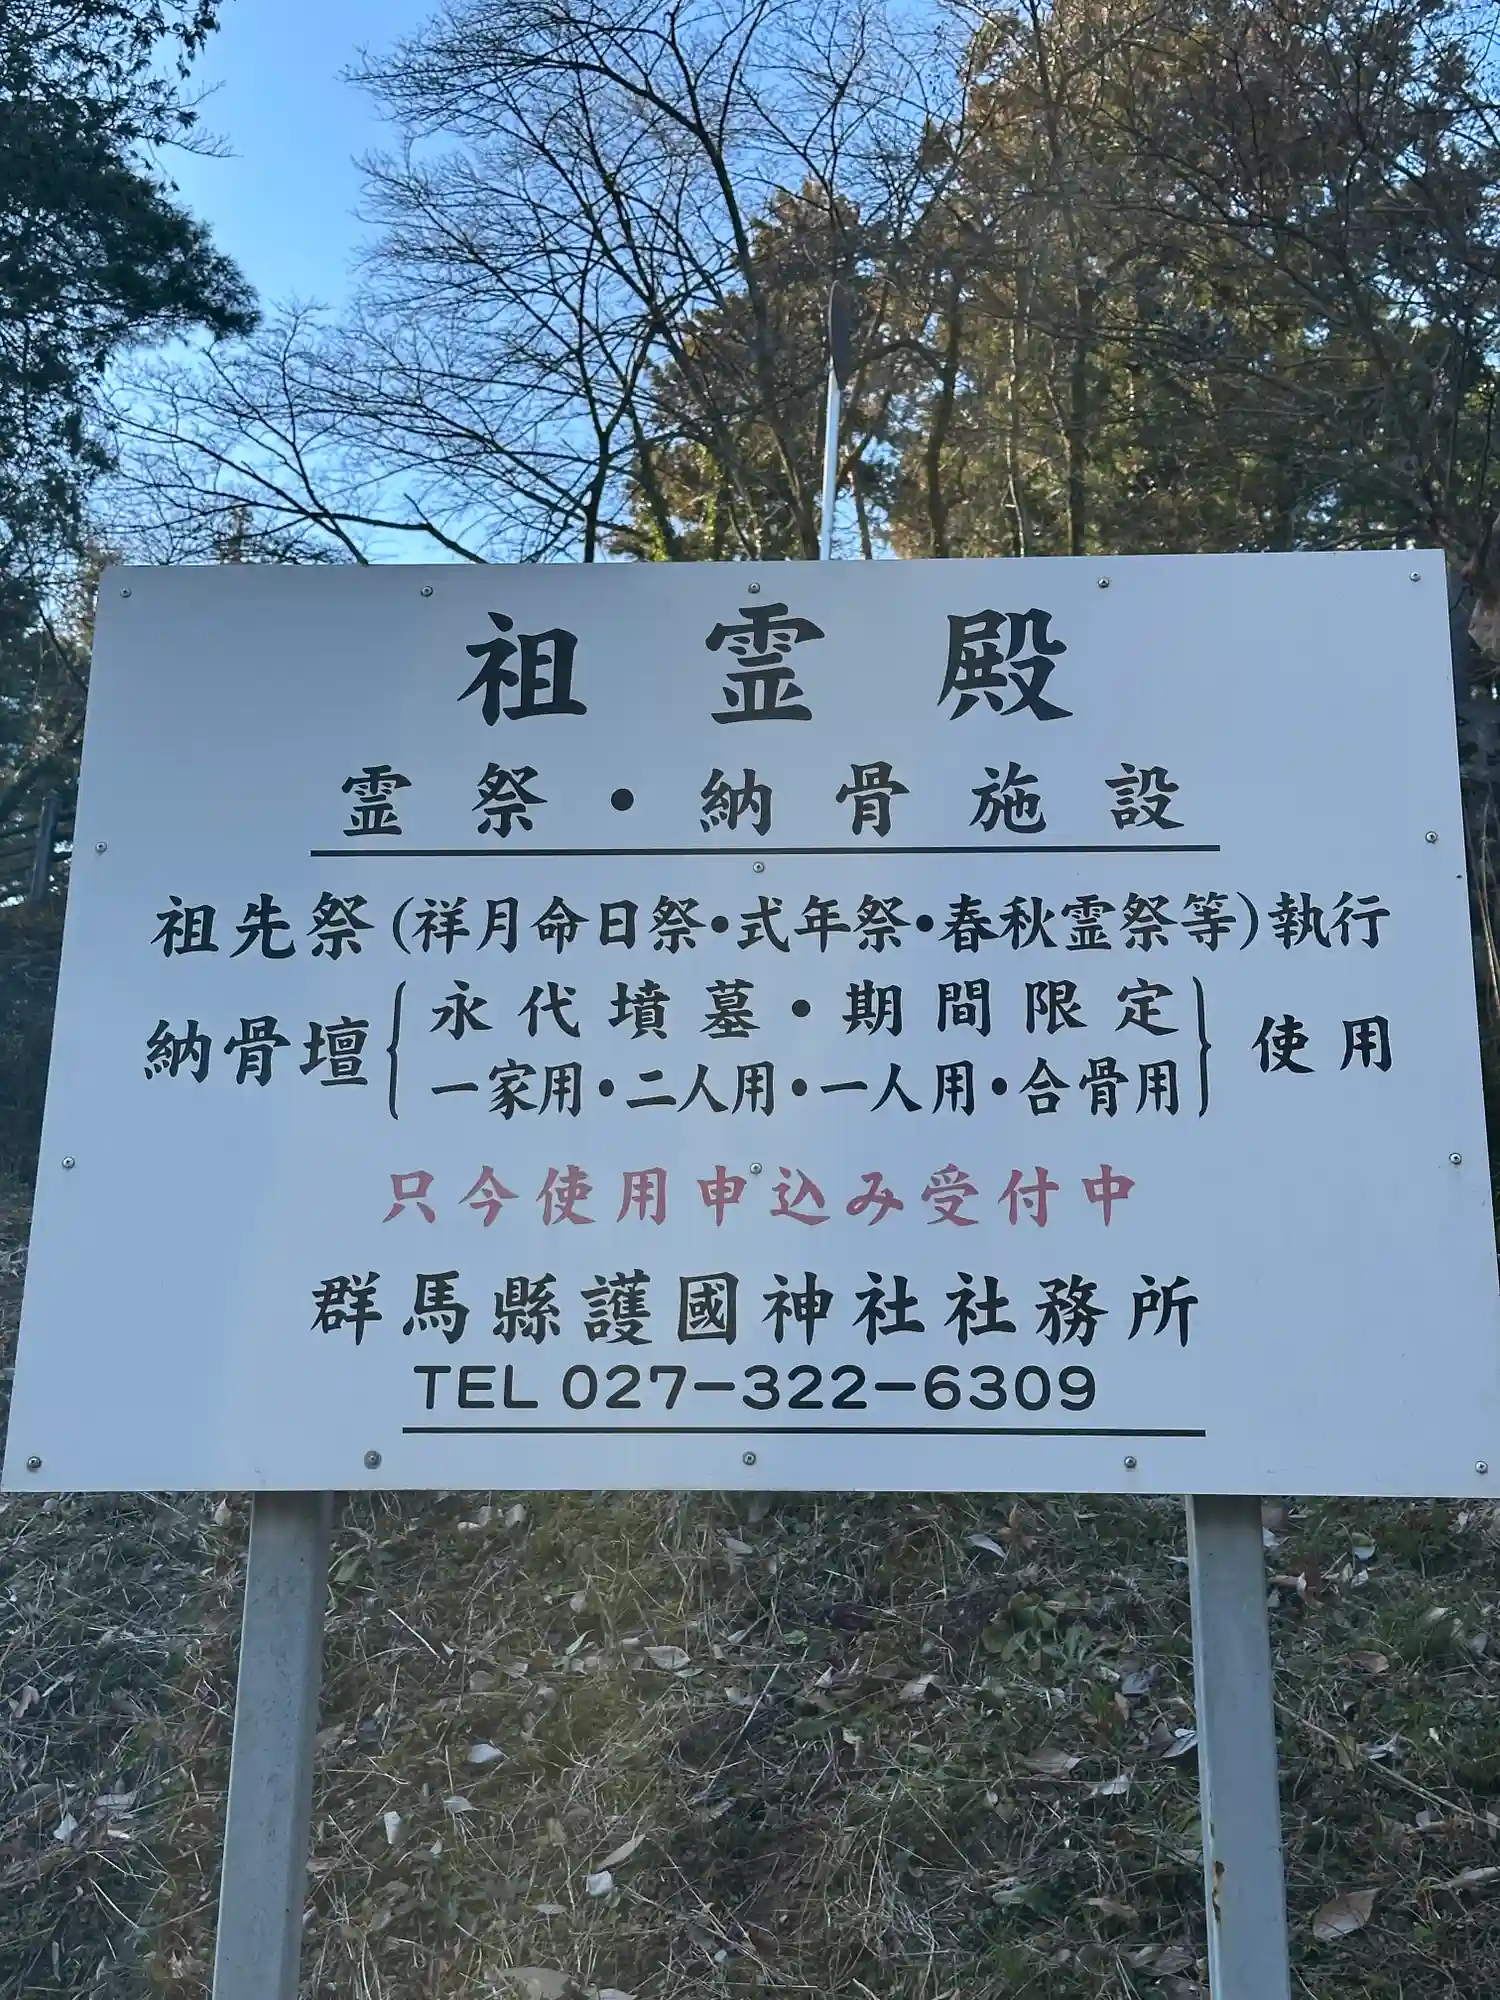 祖霊殿
霊祭・納骨施設
祖先祭(祥月命日祭・式年祭・春秋霊祭等)執行
納骨壇{永代墳墓・期間限定
一家用・二人用・一人用・合骨用}使用
只今使用申込み受付中
群馬縣護國神社社務所
TEL 027-322-6309